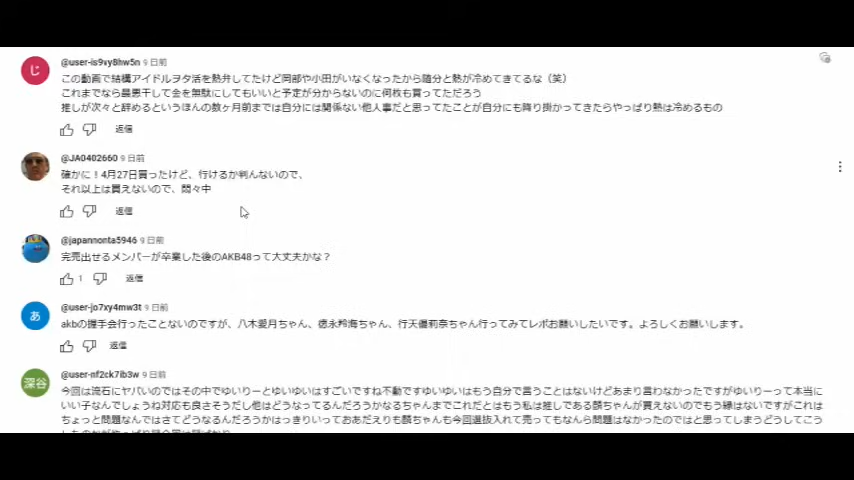 じ
@user-is9vy8hw5n 9 日前
この動画で結構アイドルヲタ活を熱弁してたけど岡部や小田がいなくなったから随分と熱が冷めてきてるな（笑）
これまでなら最悪干して金を無駄にしてもいいと予定が分からないのに何枚も買ってただろう
推しが次々と辞めるというほんの数ヶ月前までは自分には関係ない他人事だと思ってたことが自分にも降り掛かってきたらやっぱり熱は冷めるもの
返信
@JA0402660 9 日前
確かに！4月27日買ったけど、行けるか判んないので、
それ以上は買えないので、悶々中
返信
@japannonta5946 9 日前
完売出せるメンバーが卒業した後のAKB48って大丈夫かな？
1 返信
あ
@user-jo7xy4mw3t 9 日前
akbの握手会行ったことないのですが、八木愛月ちゃん、徳永羚海ちゃん、行天優莉奈ちゃん行ってみてレポお願いしたいです。よろしくお願いします。
返信
深谷
@user-nf2ck7ib3w 9 日前
今回は流石にヤバいのではその中でゆいりーとゆいゆいはすごいですね不動ですゆいゆいはもう自分で言うことはないけどあまり言わなかったですがゆいりーって本当に
いい子なんでしょうね対応も良さそうだし他はどうなってるんだろうかなるちゃんまでこれだとはもう私は推しである麟ちゃんが買えないのでもう縁はないですがこれは
ちょっと問題なんではさてどうなるんだろうかはっきりいっておあだえりも麟ちゃんも今回選抜入れて売ってもなんら問題はなかったのではと思ってしまうどうしてこう